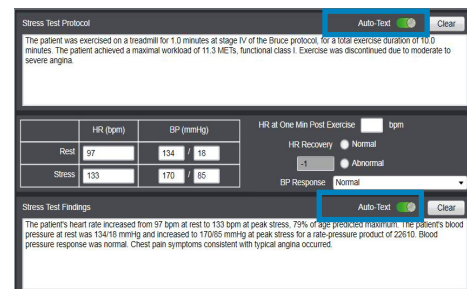 Stress Test Protocol Auto-Text Clear
The patient was exercised on a treadmill for 1.0 minutes at stage IV of the Bruce protocol, for a total exercise duration of 10.0
minutes. The patient achieved a maximal workload of 11.3 METs, functional class I. Exercise was discontinued due to moderate to
severe angina.
HR (bpm) BP (mmHg) HR at One Min Post Exercise bpm
Rest 97 134 / 18 HR Recovery Normal
-1 Abnormal
Stress 133 170 / 85 BP Response Normal
Stress Test Findings Auto-Text Clear
The patient's heart rate increased from 97 bpm at rest to 133 bpm at peak stress, 79% of age predicted maximum. The patient's blood
pressure at rest was 134/18 mmHg and increased to 170/85 mmHg at peak stress for a rate-pressure product of 22610. Blood
pressure response was normal. Chest pain symptoms consistent with typical angina occurred.